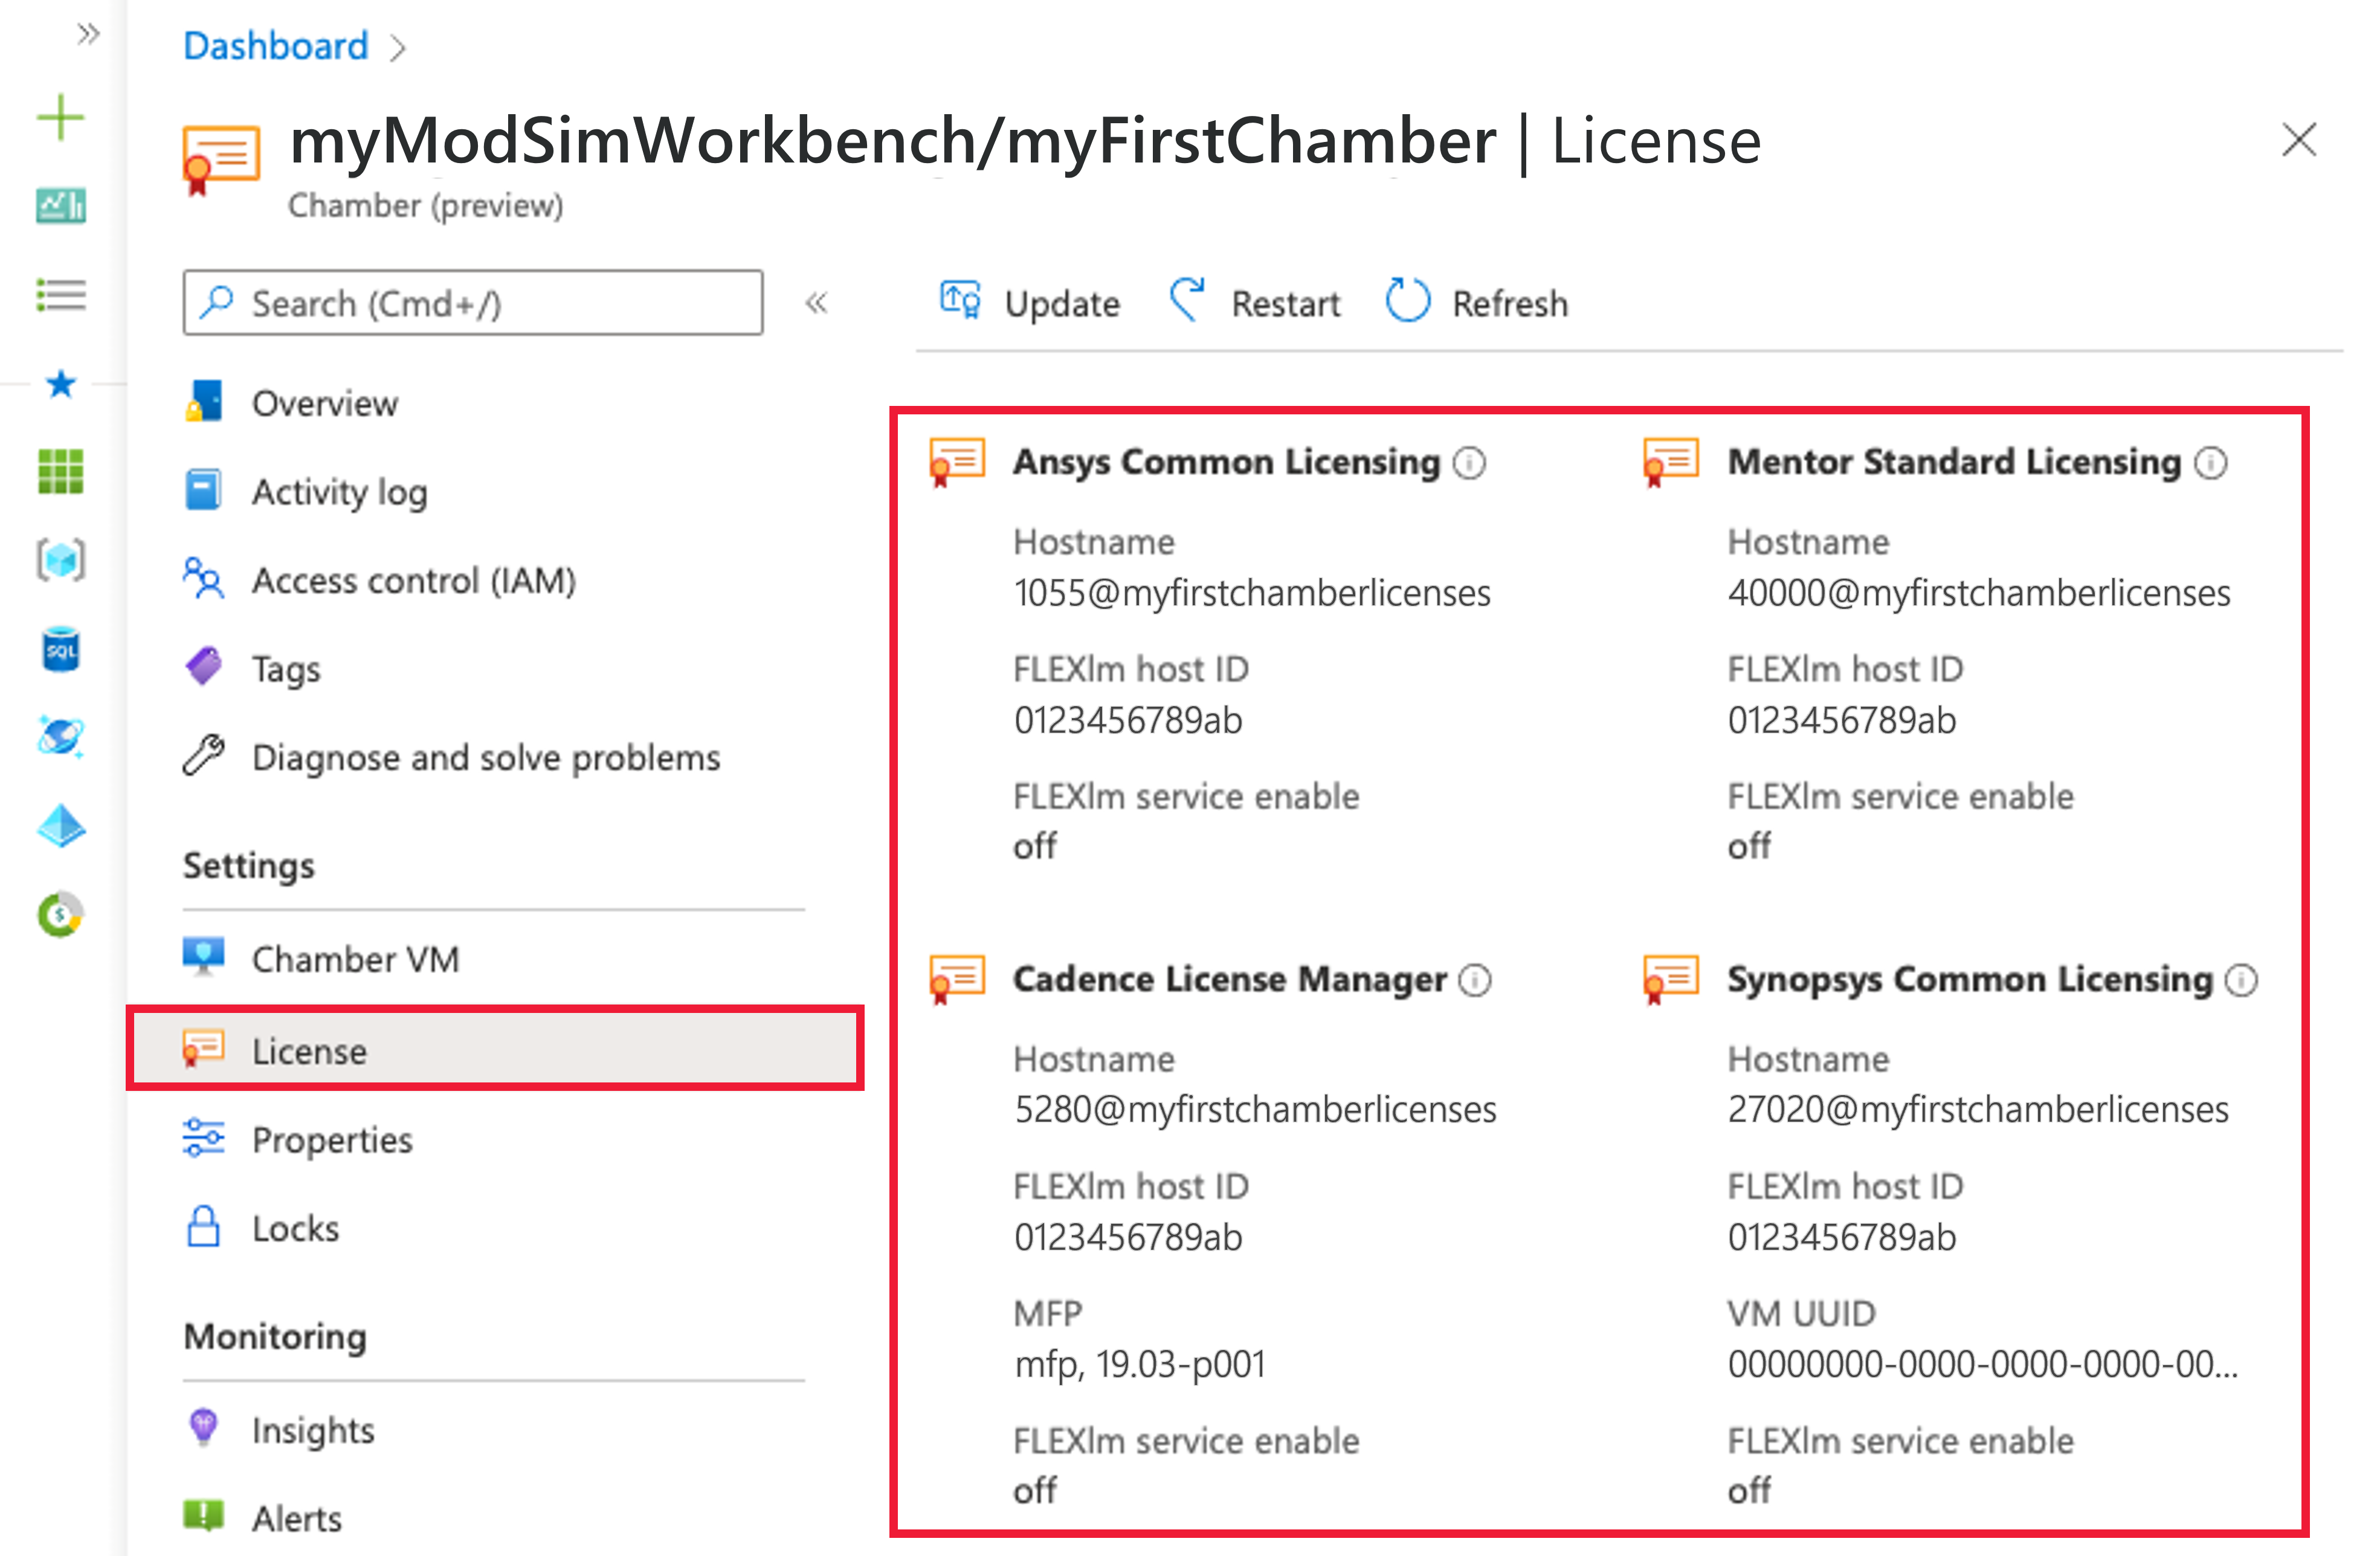 Dashboard
myModSimWorkbench/myFirstChamber | License
Chamber (preview)
Search (Cmd+/)
Update
Restart
Refresh
Overview
Activity log
Access control (IAM)
SQL
Tags
Diagnose and solve problems
Settings
Chamber VM
License
Properties
Locks
Monitoring
Insights
Alerts
Ansys Common Licensing
Hostname
1055@myfirstchamberlicenses
FLEXlm host ID
0123456789ab
FLEXlm service enable
off
Mentor Standard Licensing
Hostname
40000@myfirstchamberlicenses
FLEXlm host ID
0123456789ab
FLEXlm service enable
off
Cadence License Manager
Hostname
5280@myfirstchamberlicenses
FLEXlm host ID
0123456789ab
MFP
mfp, 19.03-p001
FLEXlm service enable
off
Synopsys Common Licensing
Hostname
27020@myfirstchamberlicenses
FLEXlm host ID
0123456789ab
VM UUID
00000000-0000-0000-0000-00...
FLEXlm service enable
off